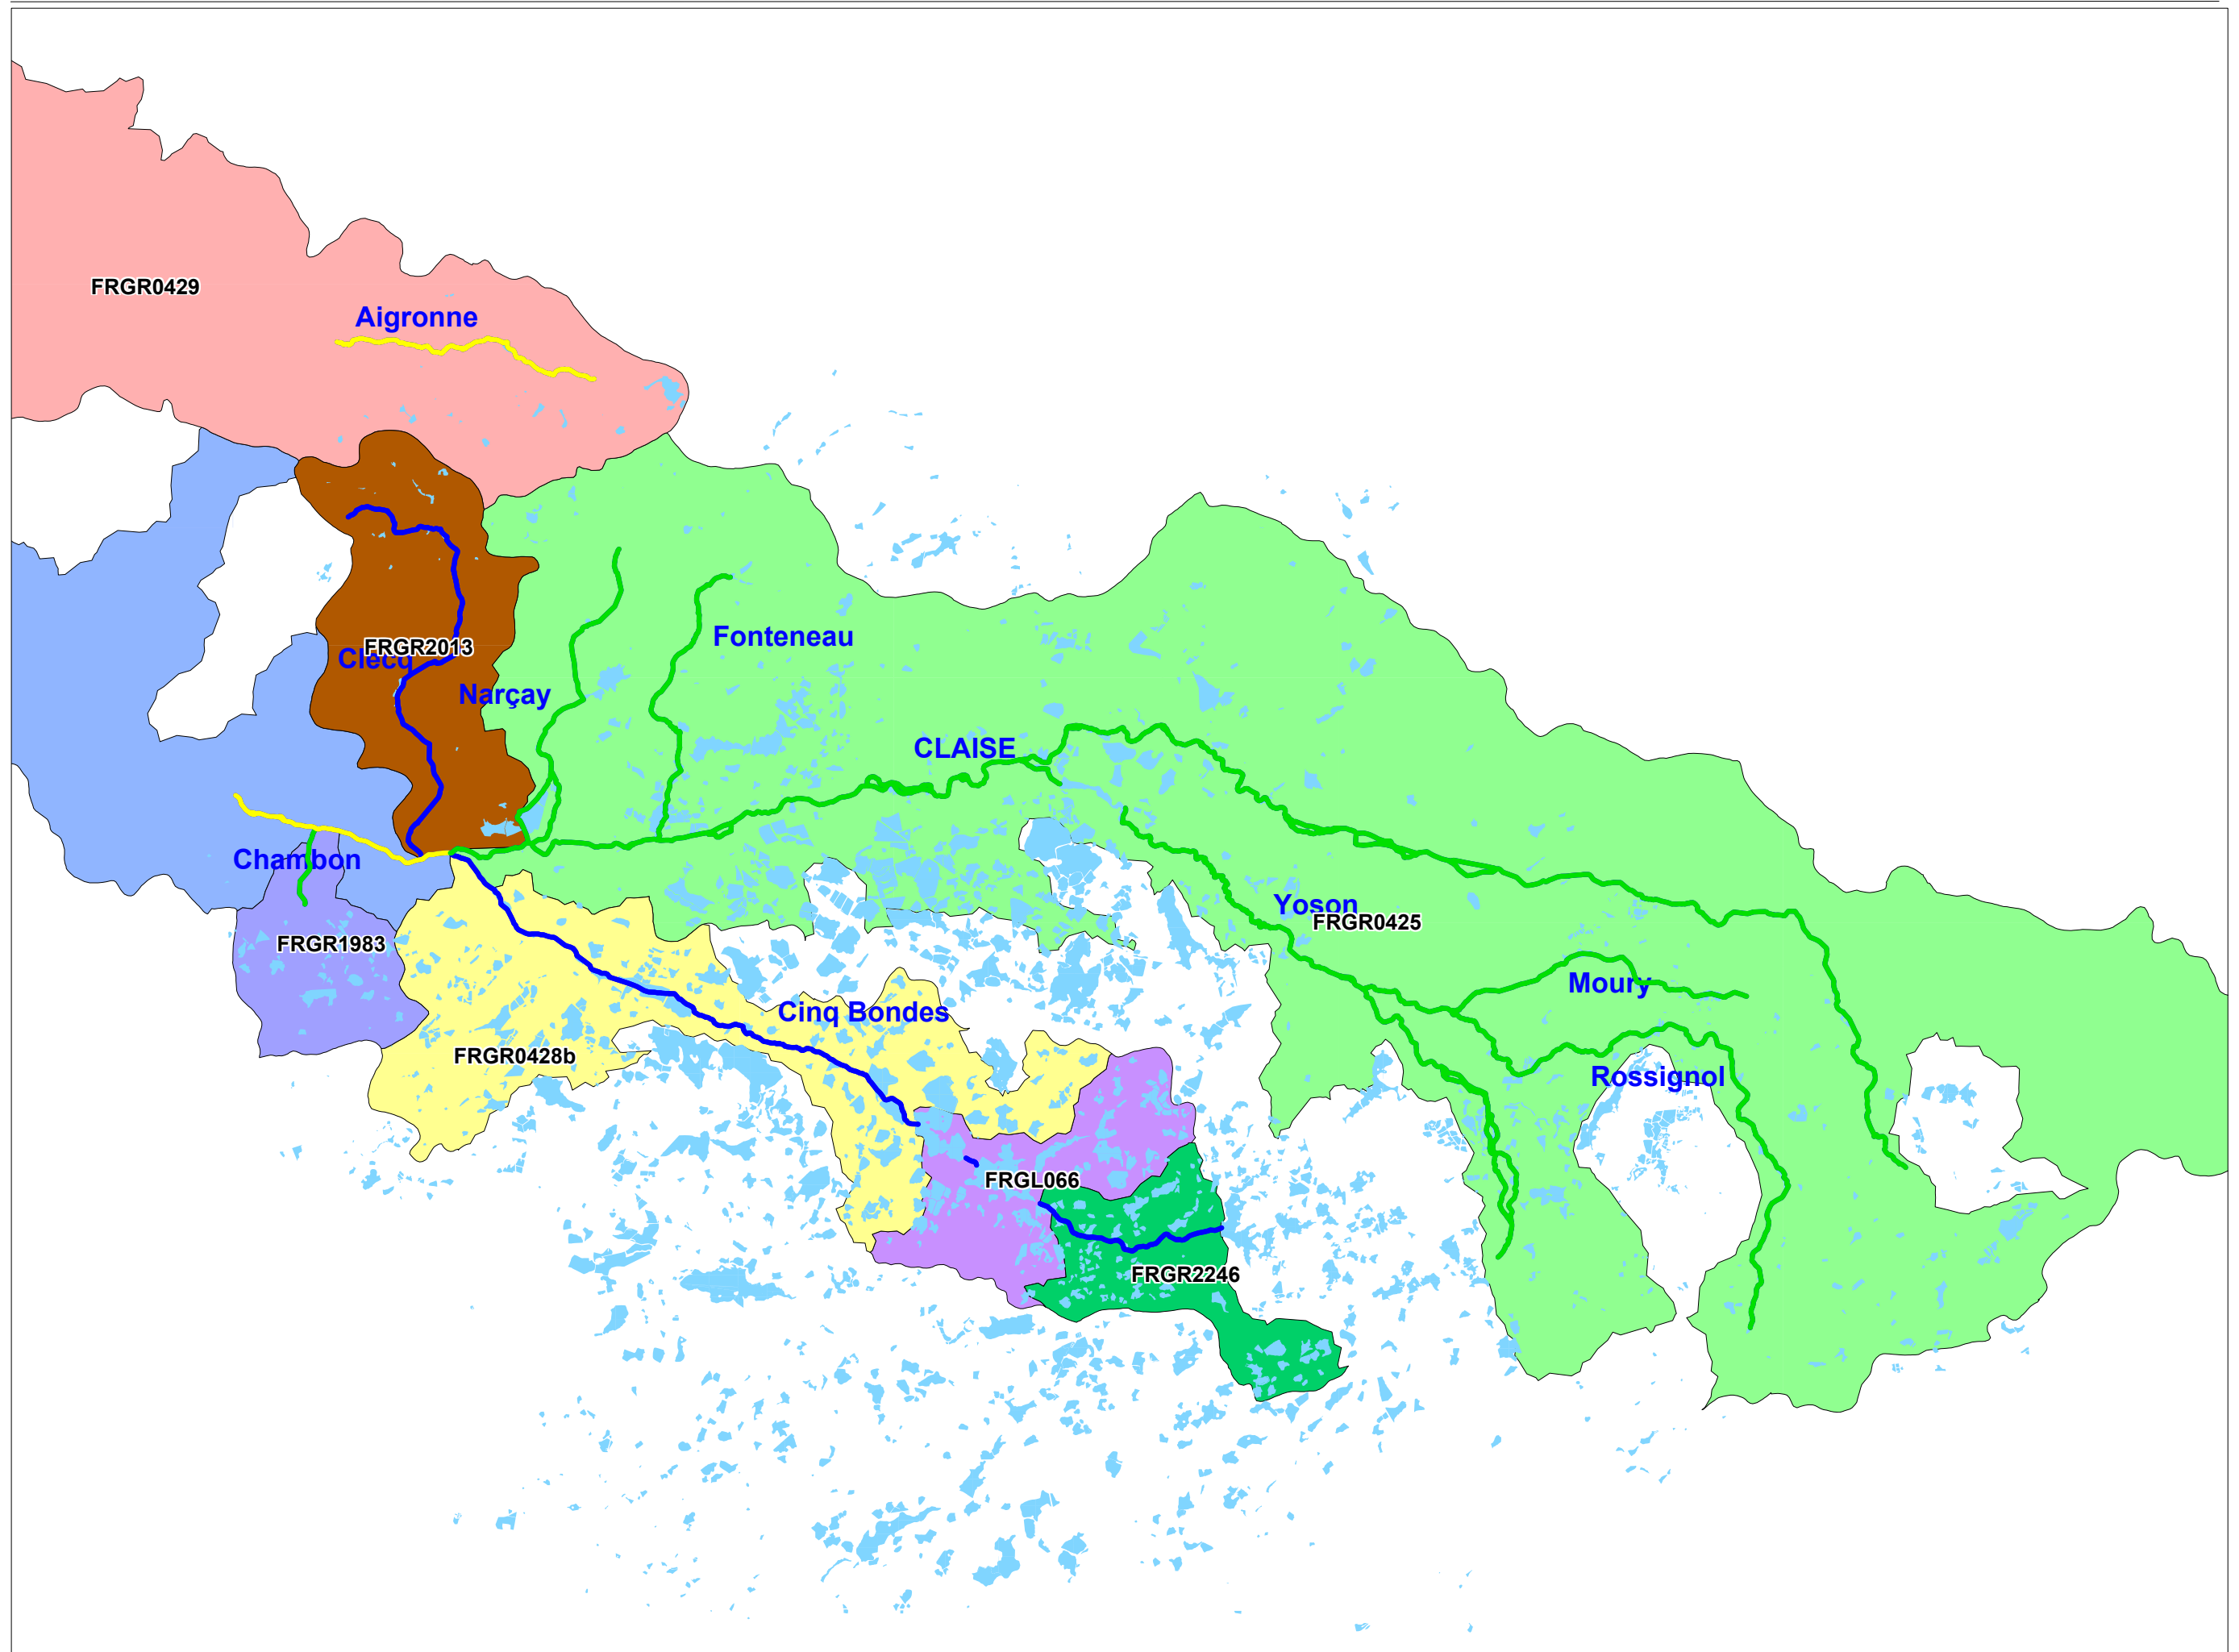 FRGR0429
Aigronne
Fonteneau
FRGR2013
Clecq
Narçay
CLAISE
Chambon
Yoson
FRGR0425
FRGR1983
Moury
Cinq Bondes
FRGR0428b
Rossignol
FRGL066
FRGR2246